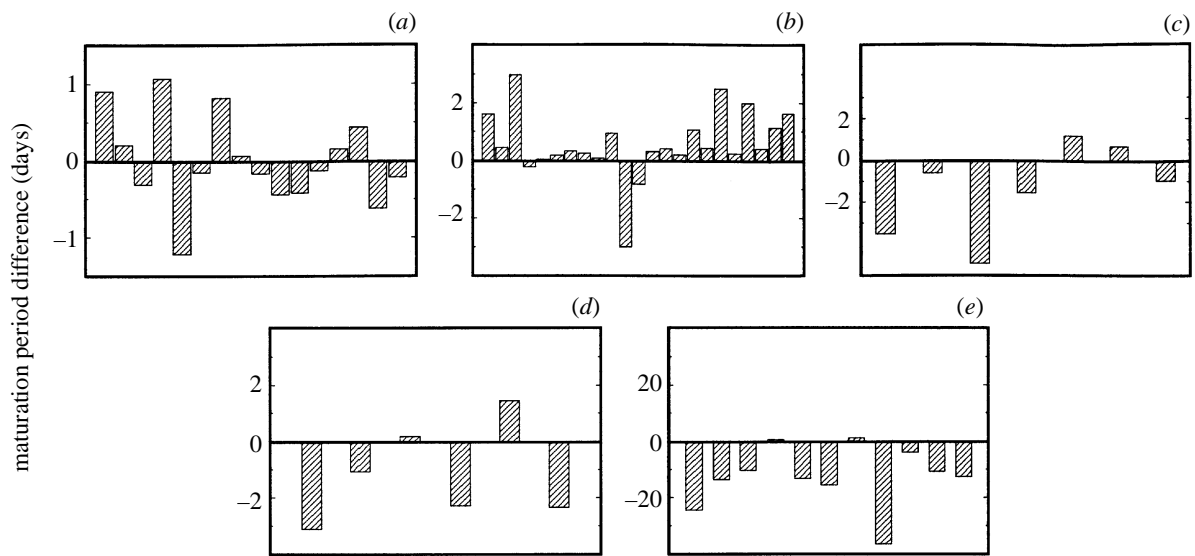 (a)
(b)
(c)
1
0
–1
2
0
–2
2
0
–2
maturation period difference (days)
(d)
(e)
2
0
–2
20
0
–20